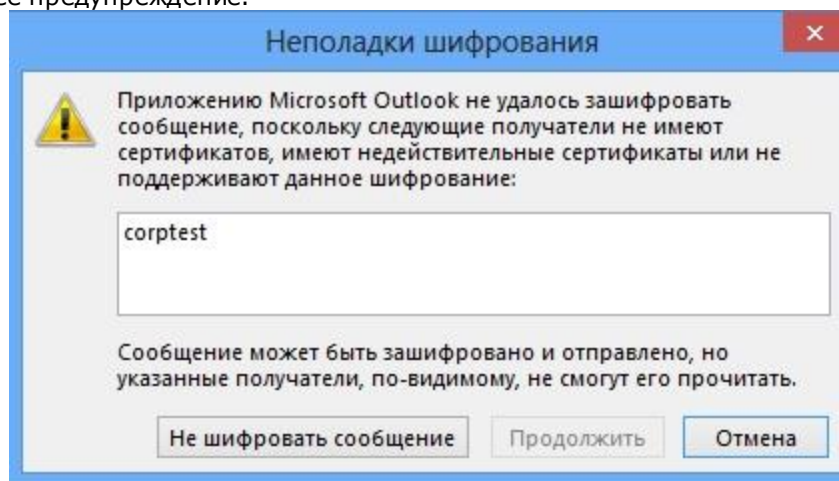 предупреждение:
Неполадки шифрования
Приложению Microsoft Outlook не удалось зашифровать
сообщение, поскольку следующие получатели не имеют
сертификатов, имеют недействительные сертификаты или не
поддерживают данное шифрование:
corptest
Сообщение может быть зашифровано и отправлено, но
указанные получатели, по-видимому, не смогут его прочитать.
Не шифровать сообщение Продолжить Отмена